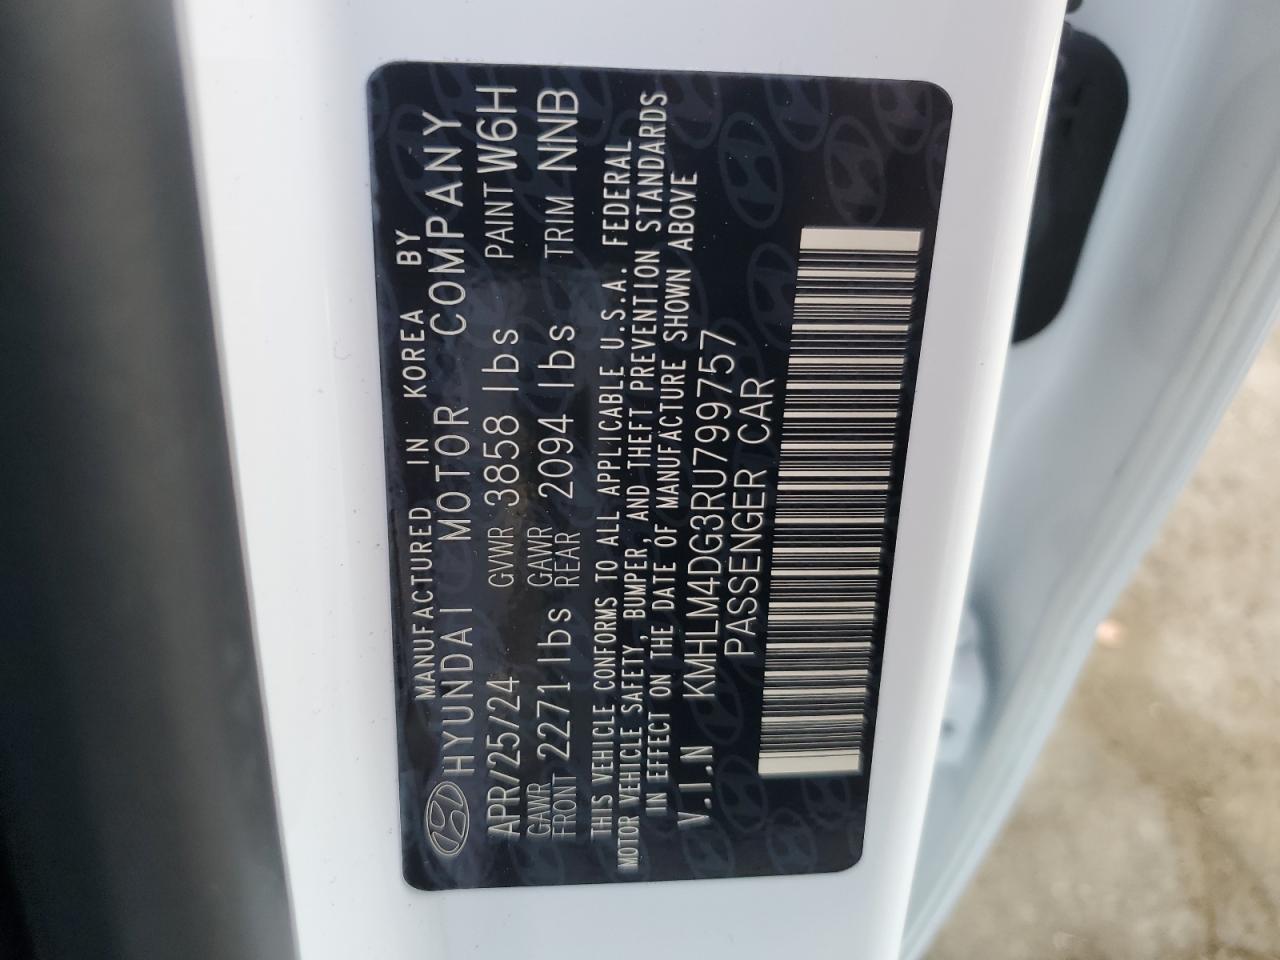 MANUFACTURED IN KOREA BY
HYUNDAI MOTOR COMPANY
APR/25/24 GVWR 3858 lbs PAINT W6H
GAWR FRONT 2271 lbs GAWR REAR 2094 lbs TRIM NNB
THIS VEHICLE CONFORMS TO ALL APPLICABLE U.S.A. FEDERAL
MOTOR VEHICLE SAFETY, BUMPER, AND THEFT PREVENTION STANDARDS
IN EFFECT ON THE DATE OF MANUFACTURE SHOWN ABOVE
V.I.N KMHLM4DG3RU799757
PASSENGER CAR